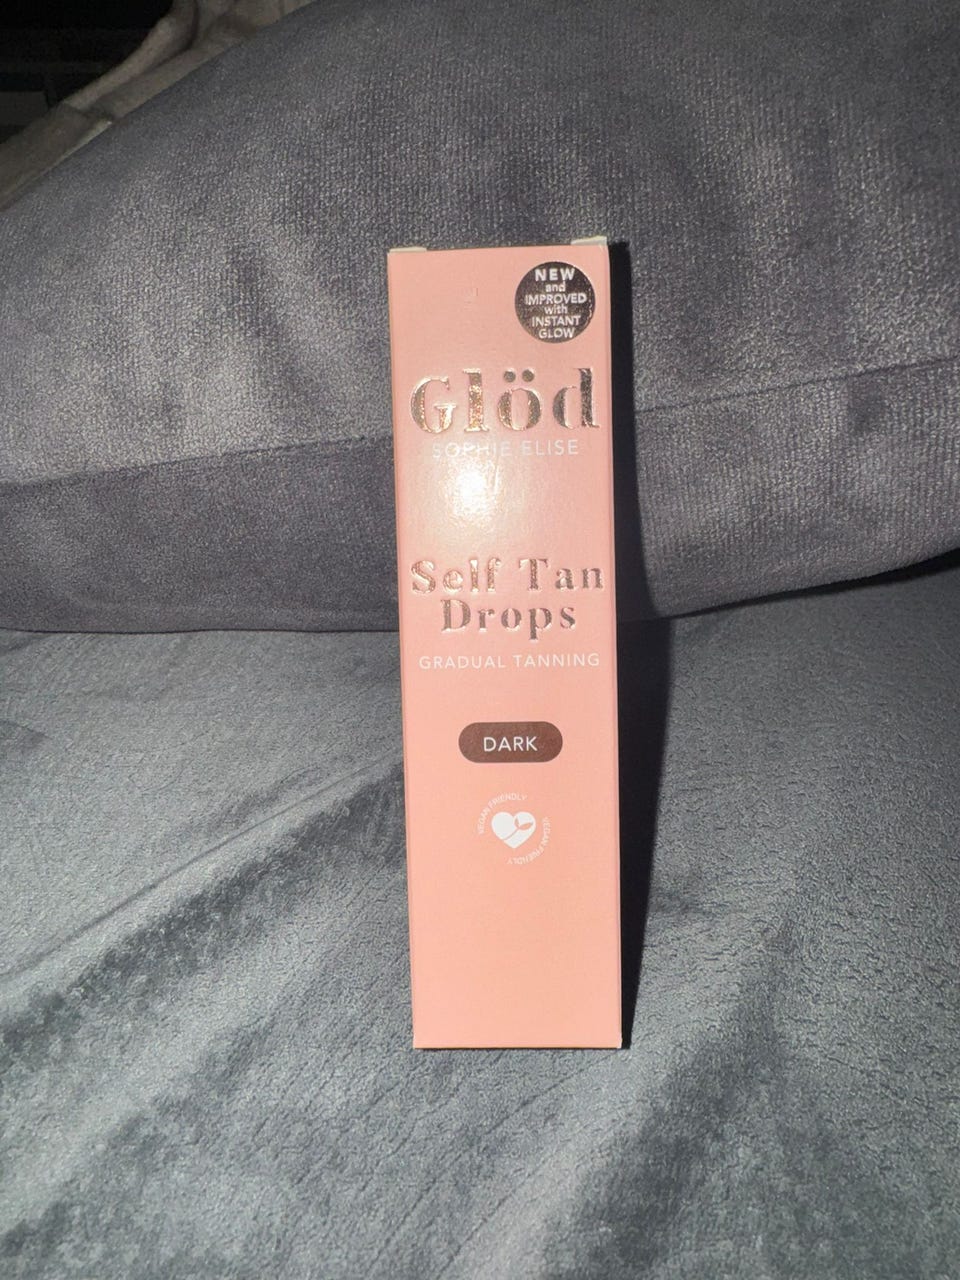 NEW
and
IMPROVED
with
INSTANT
GLOW
Glöd
SOPHIE ELISE
Self Tan
Drops
GRADUAL TANNING
DARK
VEGAN FRIENDLY
VEGAN FRIENDLY